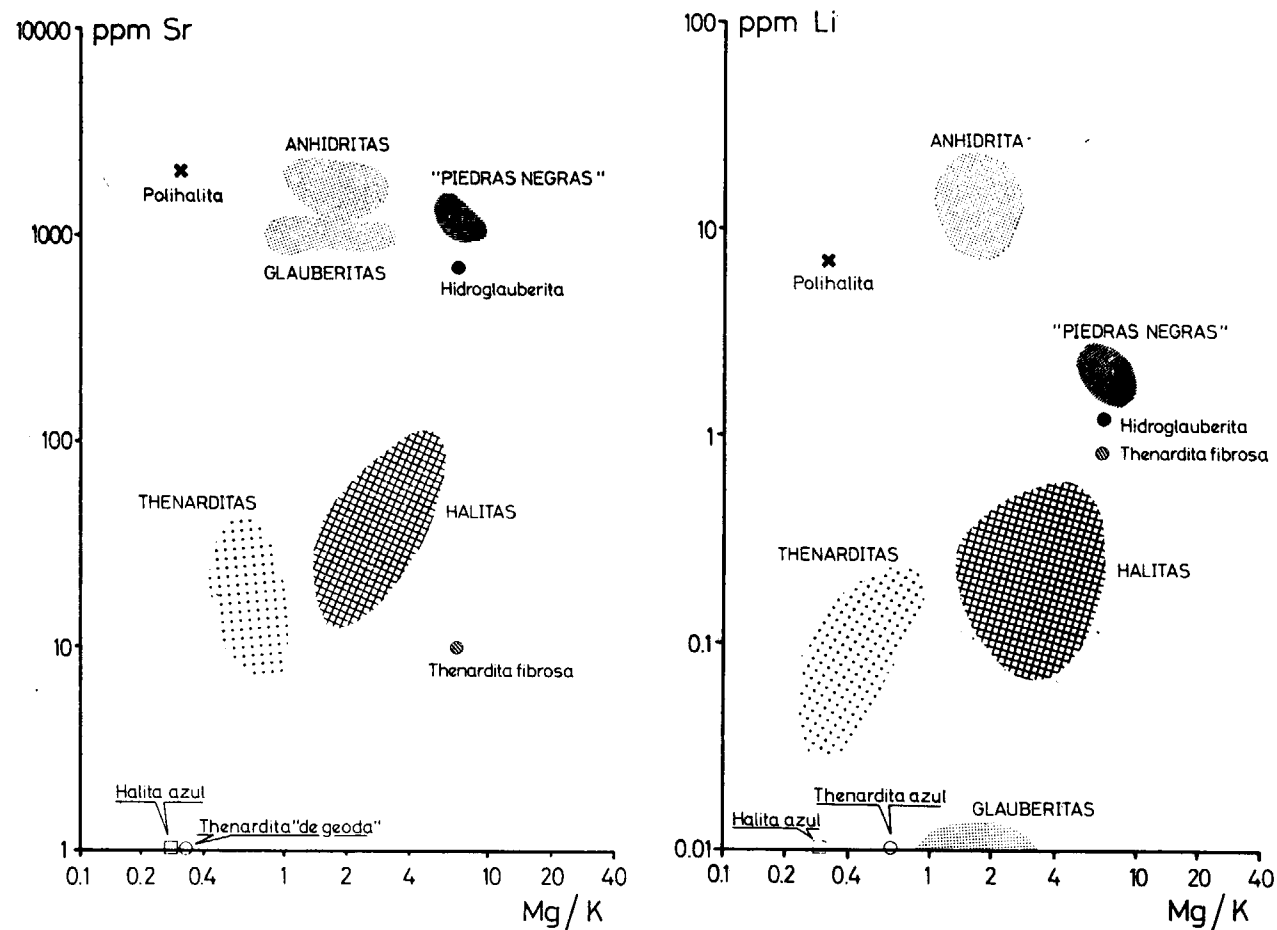 10000 ppm Sr
ANHIDRITAS
Polihalita
"PIEDRAS NEGRAS"
1000
GLAUBERITAS
Hidroglauberita
100
THENARDITAS
HALITAS
10
Thenardita fibrosa
Halita azul
Thenardita "de geoda"
1
0.1 0.2 0.4 1 2 4 10 20 40
Mg/K
100 ppm Li
ANHIDRITA
10
Polihalita
"PIEDRAS NEGRAS"
1
Hidroglauberita
Thenardita fibrosa
THENARDITAS
HALITAS
0.1
Thenardita azul
Halita azul
GLAUBERITAS
0.01
0.1 0.2 0.4 1 2 4 10 20 40
Mg/K